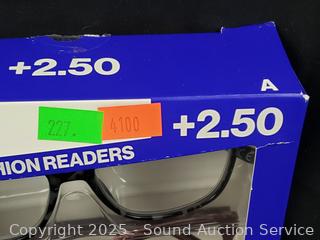 +2.50
A
227.
4100
+2.50
HION READERS
Copyright 2025 - Sound Auction Service